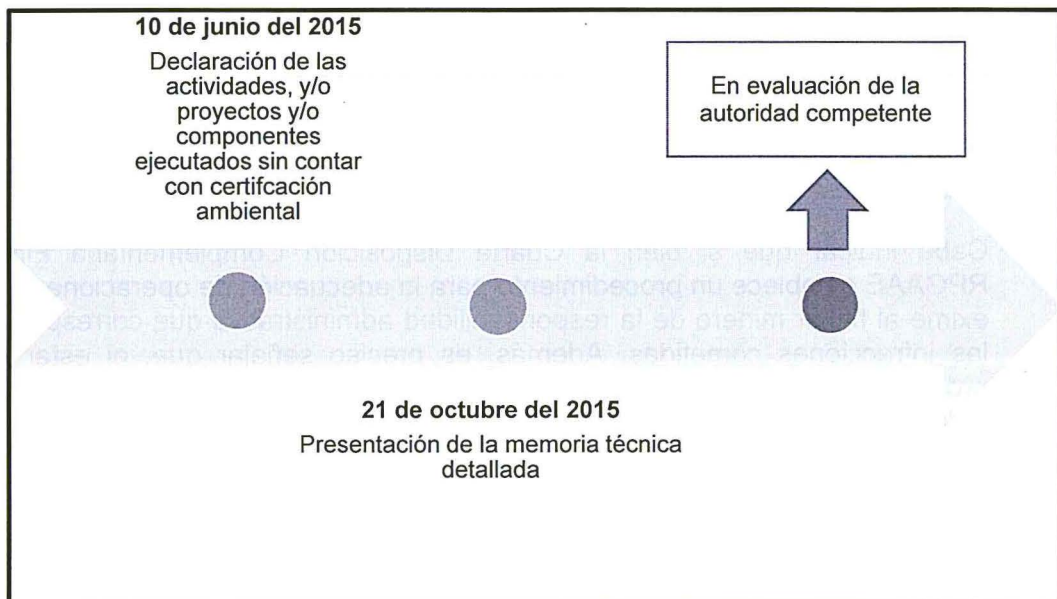 10 de junio del 2015
Declaración de las
actividades, y/o
proyectos y/o
componentes
ejecutados sin contar
con certifcación
ambiental
En evaluación de la
autoridad competente
21 de octubre del 2015
Presentación de la memoria técnica
detallada